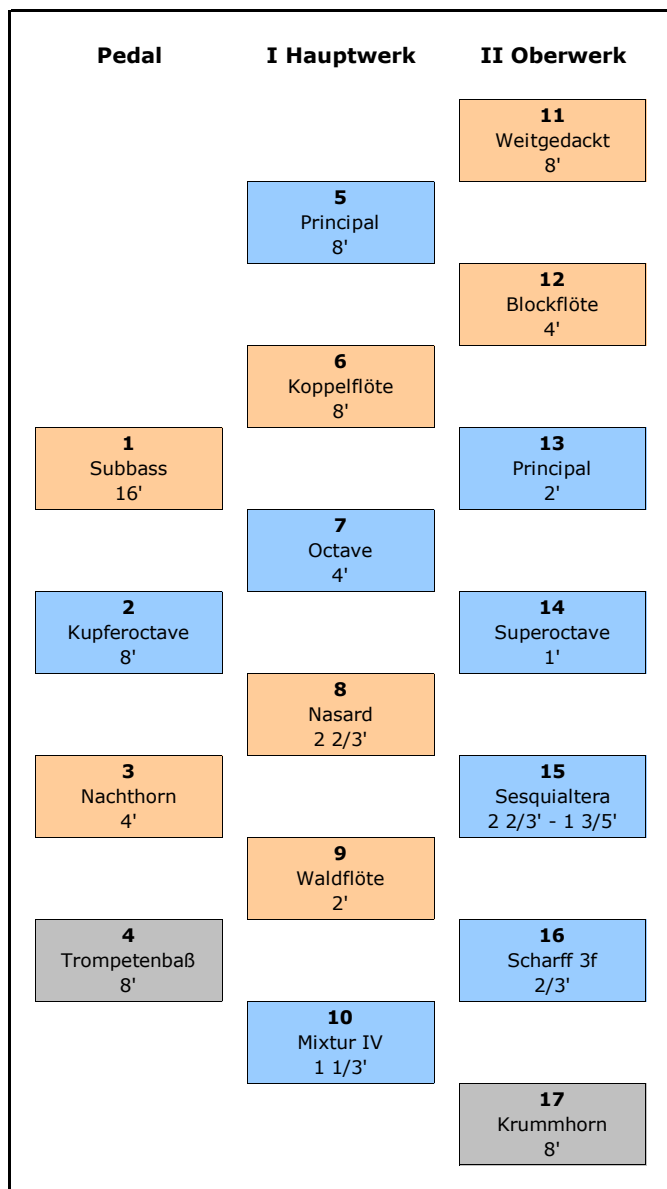 Pedal
1
Subbass
16'
2
Kupferoctave
8'
3
Nachthorn
4'
4
Trompetenbaß
8'
I Hauptwerk
5
Principal
8'
6
Koppelflöte
8'
7
Octave
4'
8
Nasard
2 2/3'
9
Waldflöte
2'
10
Mixtur IV
1 1/3'
II Oberwerk
11
Weitgedackt
8'
12
Blockflöte
4'
13
Principal
2'
14
Superoctave
1'
15
Sesquialtera
2 2/3' - 1 3/5'
16
Scharff 3f
2/3'
17
Krummhorn
8'